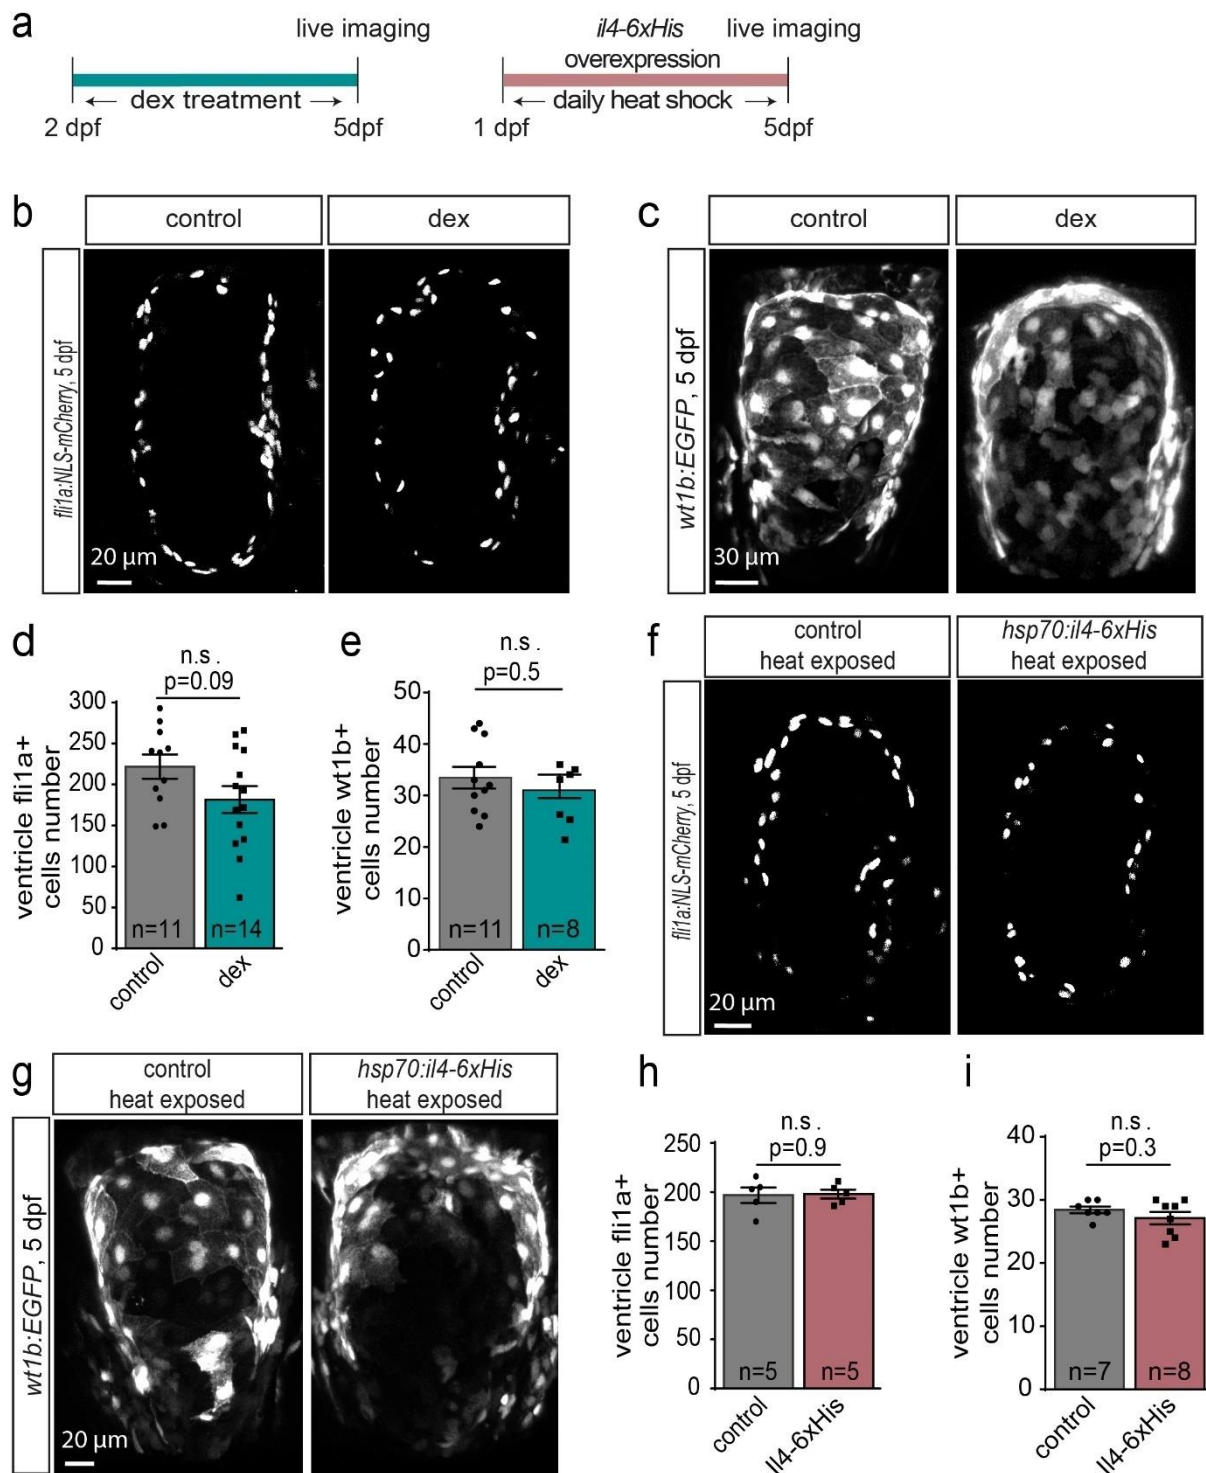 a
live imaging
il4-6xHis
live imaging
overexpression
dex treatment
daily heat shock
2 dpf
5dpf
1 dpf
5dpf
b
control
dex
fli1a:NLS-mCherry, 5 dpf
20 µm
c
control
dex
wt1b:EGFP, 5 dpf
30 µm
d
n.s .
p=0.09
ventricle fli1a+
cells number
300
250
200
150
100
50
0
n=11
n=14
control
dex
e
n.s .
p=0.5
ventricle wt1b+
cells number
50
40
30
20
10
0
n=11
n=8
control
dex
f
control
heat exposed
hsp70:il4-6xHis
heat exposed
fli1a:NLS-mCherry, 5 dpf
20 µm
g
control
heat exposed
hsp70:il4-6xHis
heat exposed
wt1b:EGFP, 5 dpf
20 µm
h
n.s .
p=0.9
ventricle fli1a+
cells number
250
200
150
100
50
0
n=5
n=5
control
Il4-6xHis
i
n.s .
p=0.3
ventricle wt1b+
cells number
40
30
20
10
0
n=7
n=8
control
Il4-6xHis